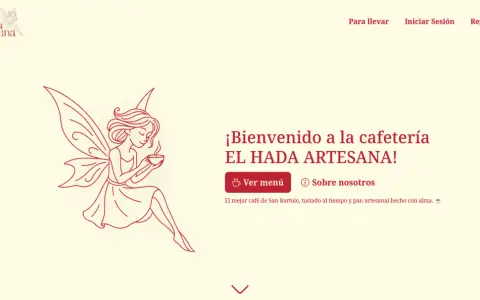 Para llevar
Iniciar Sesión
¡Bienvenido a la cafetería
EL HADA ARTESANA!
Ver menú
Sobre nosotros
El mejor café de San Bartolo, tostado al tiempo y pan artesanal hecho con alma.